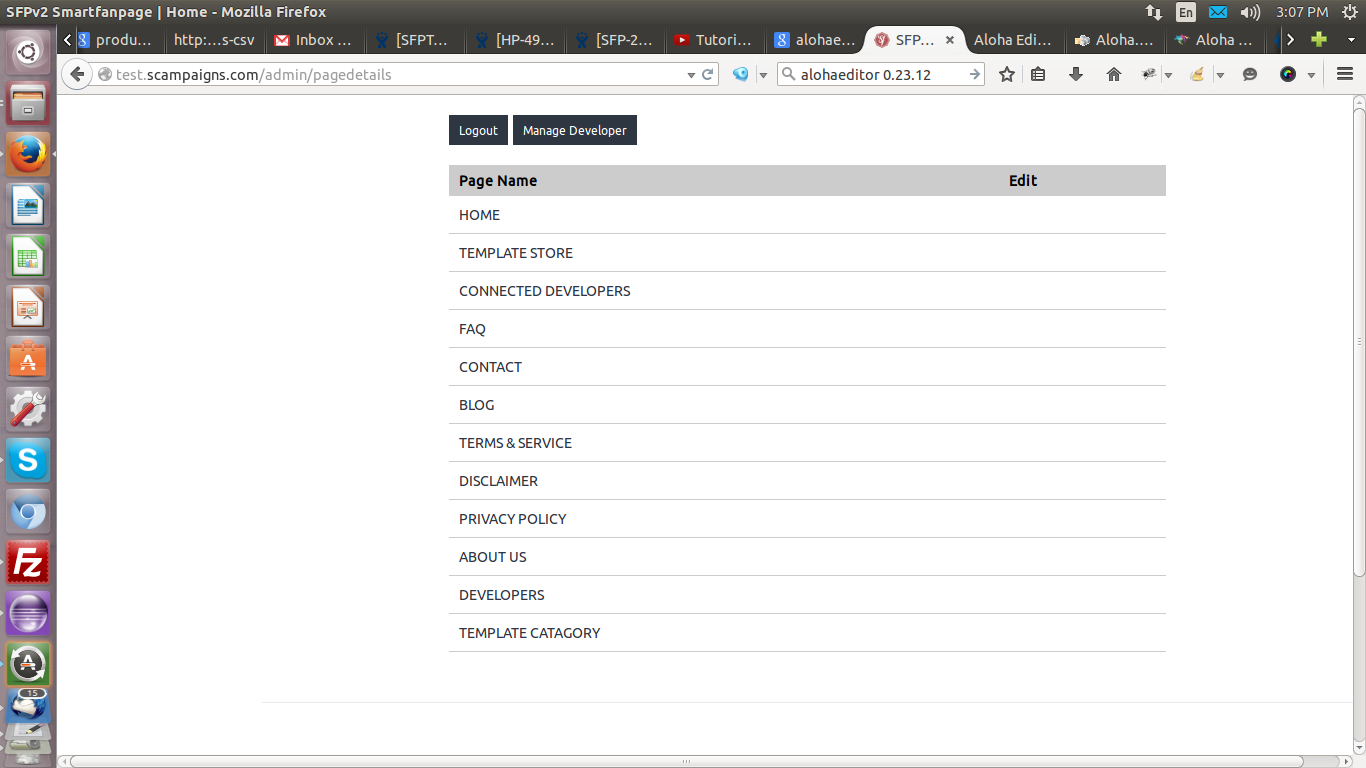 SFPv2 Smartfanpage | Home - Mozilla Firefox
En
3:07 PM
produ...
http:...s-csv
Inbox ...
[SFPT...
[HP-49...
[SFP-2...
Tutori...
alohae...
SFP...
Aloha Edi...
Aloha....
Aloha ...
test.scampaigns.com/admin/pagedetails
alohaeditor 0.23.12
Logout
Manage Developer
Page Name
Edit
HOME
TEMPLATE STORE
CONNECTED DEVELOPERS
FAQ
CONTACT
BLOG
TERMS & SERVICE
DISCLAIMER
PRIVACY POLICY
ABOUT US
DEVELOPERS
TEMPLATE CATAGORY
15